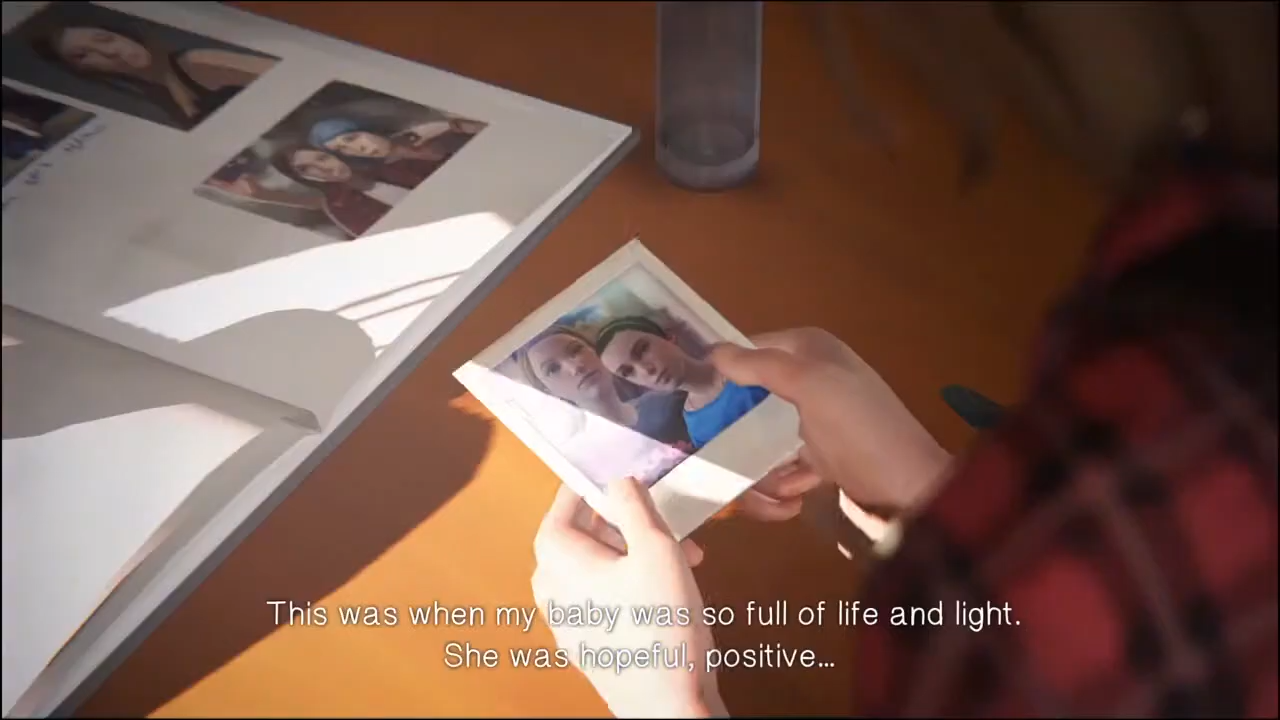 This was when my baby was so full of life and light.
She was hopeful, positive...